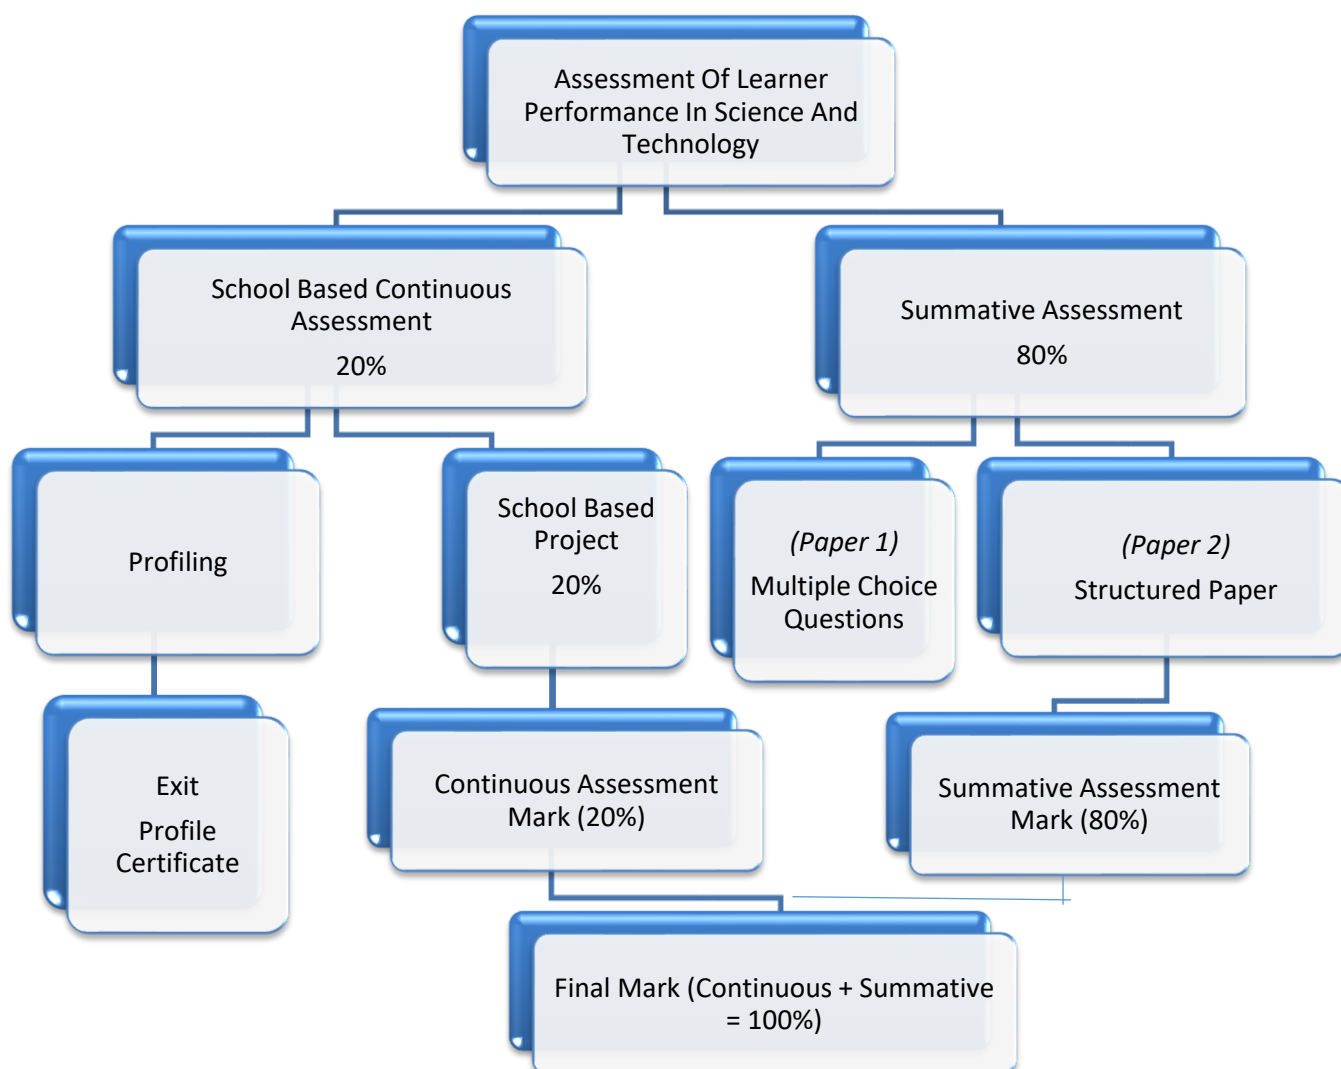 Assessment Of Learner
Performance In Science And
Technology
School Based Continuous
Assessment
20%
Summative Assessment
80%
Profiling
School Based
Project
20%
(Paper 1)
Multiple Choice
Questions
(Paper 2)
Structured Paper
Exit
Profile
Certificate
Continuous Assessment
Mark (20%)
Summative Assessment
Mark (80%)
Final Mark (Continuous + Summative
= 100%)